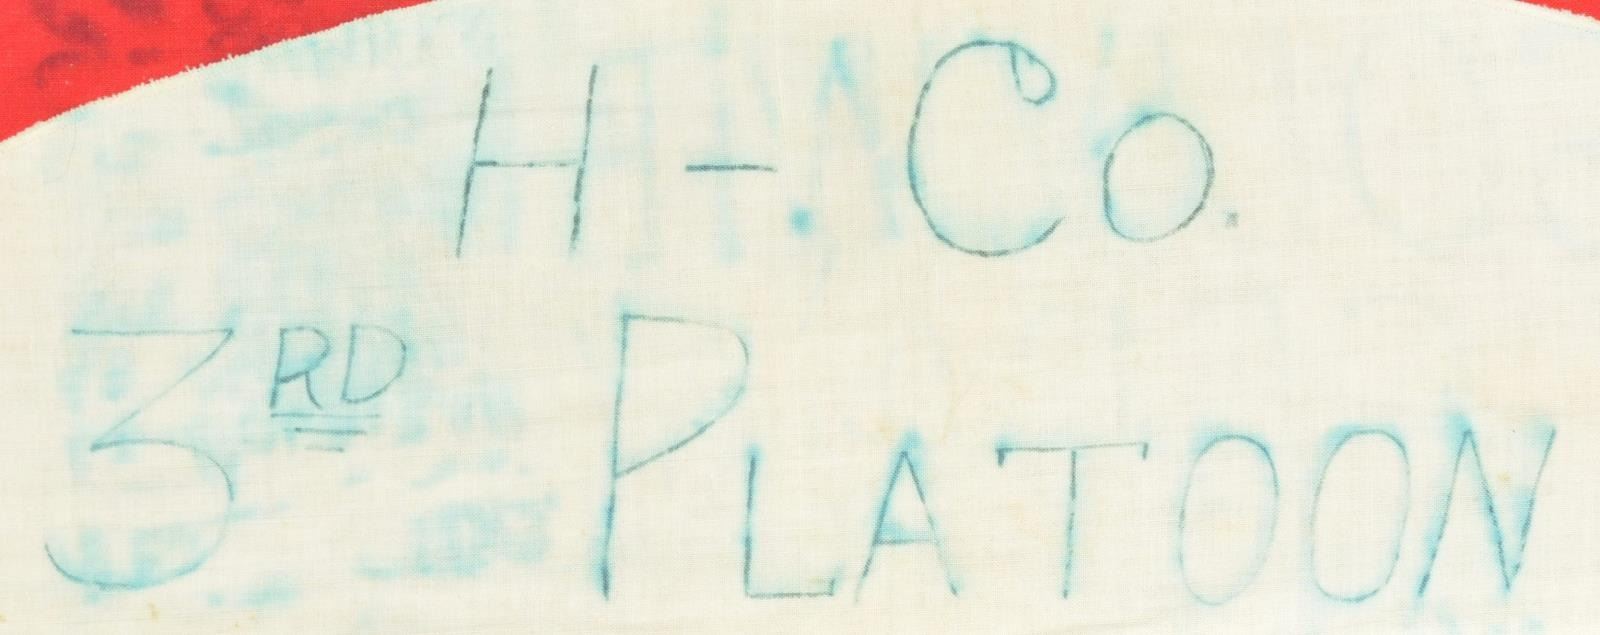 H - Co.
3RD PLATOON